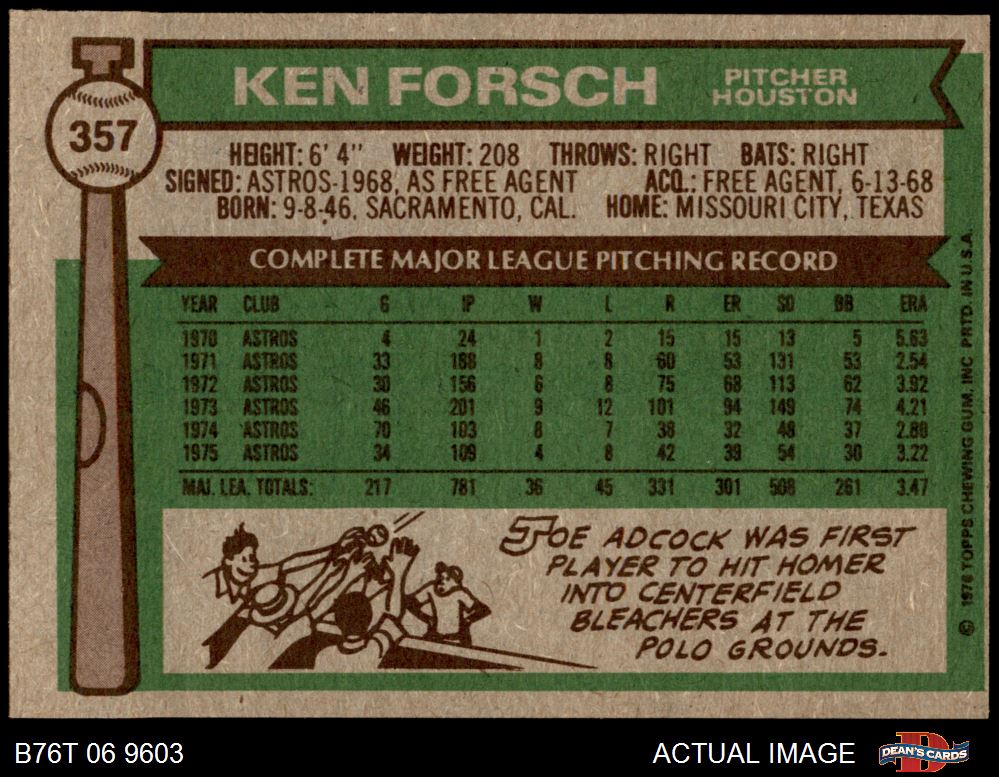 357
KEN FORSCH
PITCHER
HOUSTON
HEIGHT: 6' 4" WEIGHT: 208 THROWS: RIGHT BATS: RIGHT
SIGNED: ASTROS-1968, AS FREE AGENT ACQ.: FREE AGENT, 6-13-68
BORN: 9-8-46, SACRAMENTO, CAL. HOME: MISSOURI CITY, TEXAS
COMPLETE MAJOR LEAGUE PITCHING RECORD
YEAR CLUB G IP W L R ER SO BB ERA
1970 ASTROS 4 24 1 2 15 15 13 5 5.63
1971 ASTROS 33 188 8 8 60 53 131 53 2.54
1972 ASTROS 30 156 6 8 75 68 113 62 3.92
1973 ASTROS 46 201 9 12 101 94 149 74 4.21
1974 ASTROS 70 103 8 7 38 32 48 37 2.80
1975 ASTROS 34 109 4 8 42 39 54 30 3.22
MAJ. LEA. TOTALS: 217 781 36 45 331 301 508 261 3.47
JOE ADCOCK WAS FIRST
PLAYER TO HIT HOMER
INTO CENTERFIELD
BLEACHERS AT THE
POLO GROUNDS.
© 1976 TOPPS CHEWING GUM, INC PRTD. IN U.S.A.
B76T 06 9603
ACTUAL IMAGE
D
DEAN'S CARDS